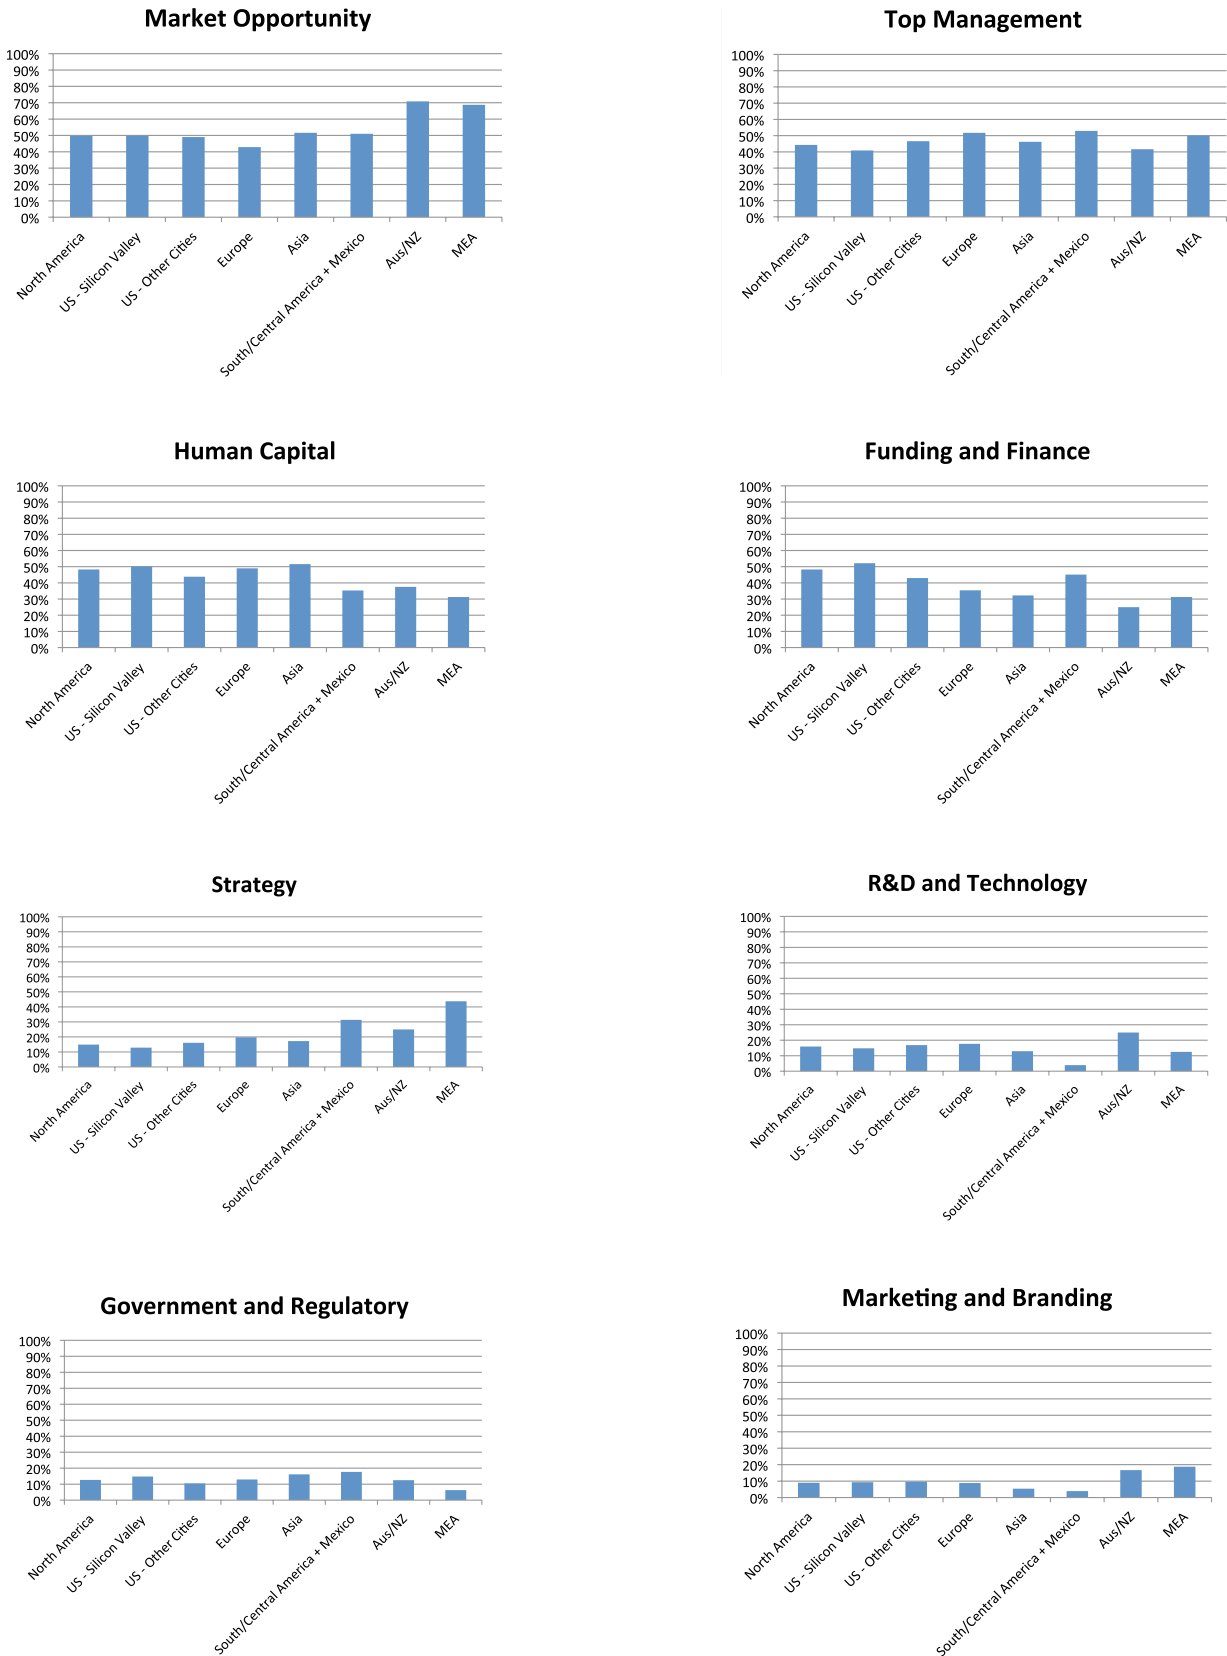 Market Opportunity
100%
90%
80%
70%
60%
50%
40%
30%
20%
10%
0%
North America
US - Silicon Valley
US - Other Cities
Europe
Asia
South/Central America + Mexico
Aus/NZ
MEA
Top Management
100%
90%
80%
70%
60%
50%
40%
30%
20%
10%
0%
North America
US - Silicon Valley
US - Other Cities
Europe
Asia
South/Central America + Mexico
Aus/NZ
MEA
Human Capital
100%
90%
80%
70%
60%
50%
40%
30%
20%
10%
0%
North America
US - Silicon Valley
US - Other Cities
Europe
Asia
South/Central America + Mexico
Aus/NZ
MEA
Funding and Finance
100%
90%
80%
70%
60%
50%
40%
30%
20%
10%
0%
North America
US - Silicon Valley
US - Other Cities
Europe
Asia
South/Central America + Mexico
Aus/NZ
MEA
Strategy
100%
90%
80%
70%
60%
50%
40%
30%
20%
10%
0%
North America
US - Silicon Valley
US - Other Cities
Europe
Asia
South/Central America + Mexico
Aus/NZ
MEA
R&D and Technology
100%
90%
80%
70%
60%
50%
40%
30%
20%
10%
0%
North America
US - Silicon Valley
US - Other Cities
Europe
Asia
South/Central America + Mexico
Aus/NZ
MEA
Government and Regulatory
100%
90%
80%
70%
60%
50%
40%
30%
20%
10%
0%
North America
US - Silicon Valley
US - Other Cities
Europe
Asia
South/Central America + Mexico
Aus/NZ
MEA
Marketing and Branding
100%
90%
80%
70%
60%
50%
40%
30%
20%
10%
0%
North America
US - Silicon Valley
US - Other Cities
Europe
Asia
South/Central America + Mexico
Aus/NZ
MEA